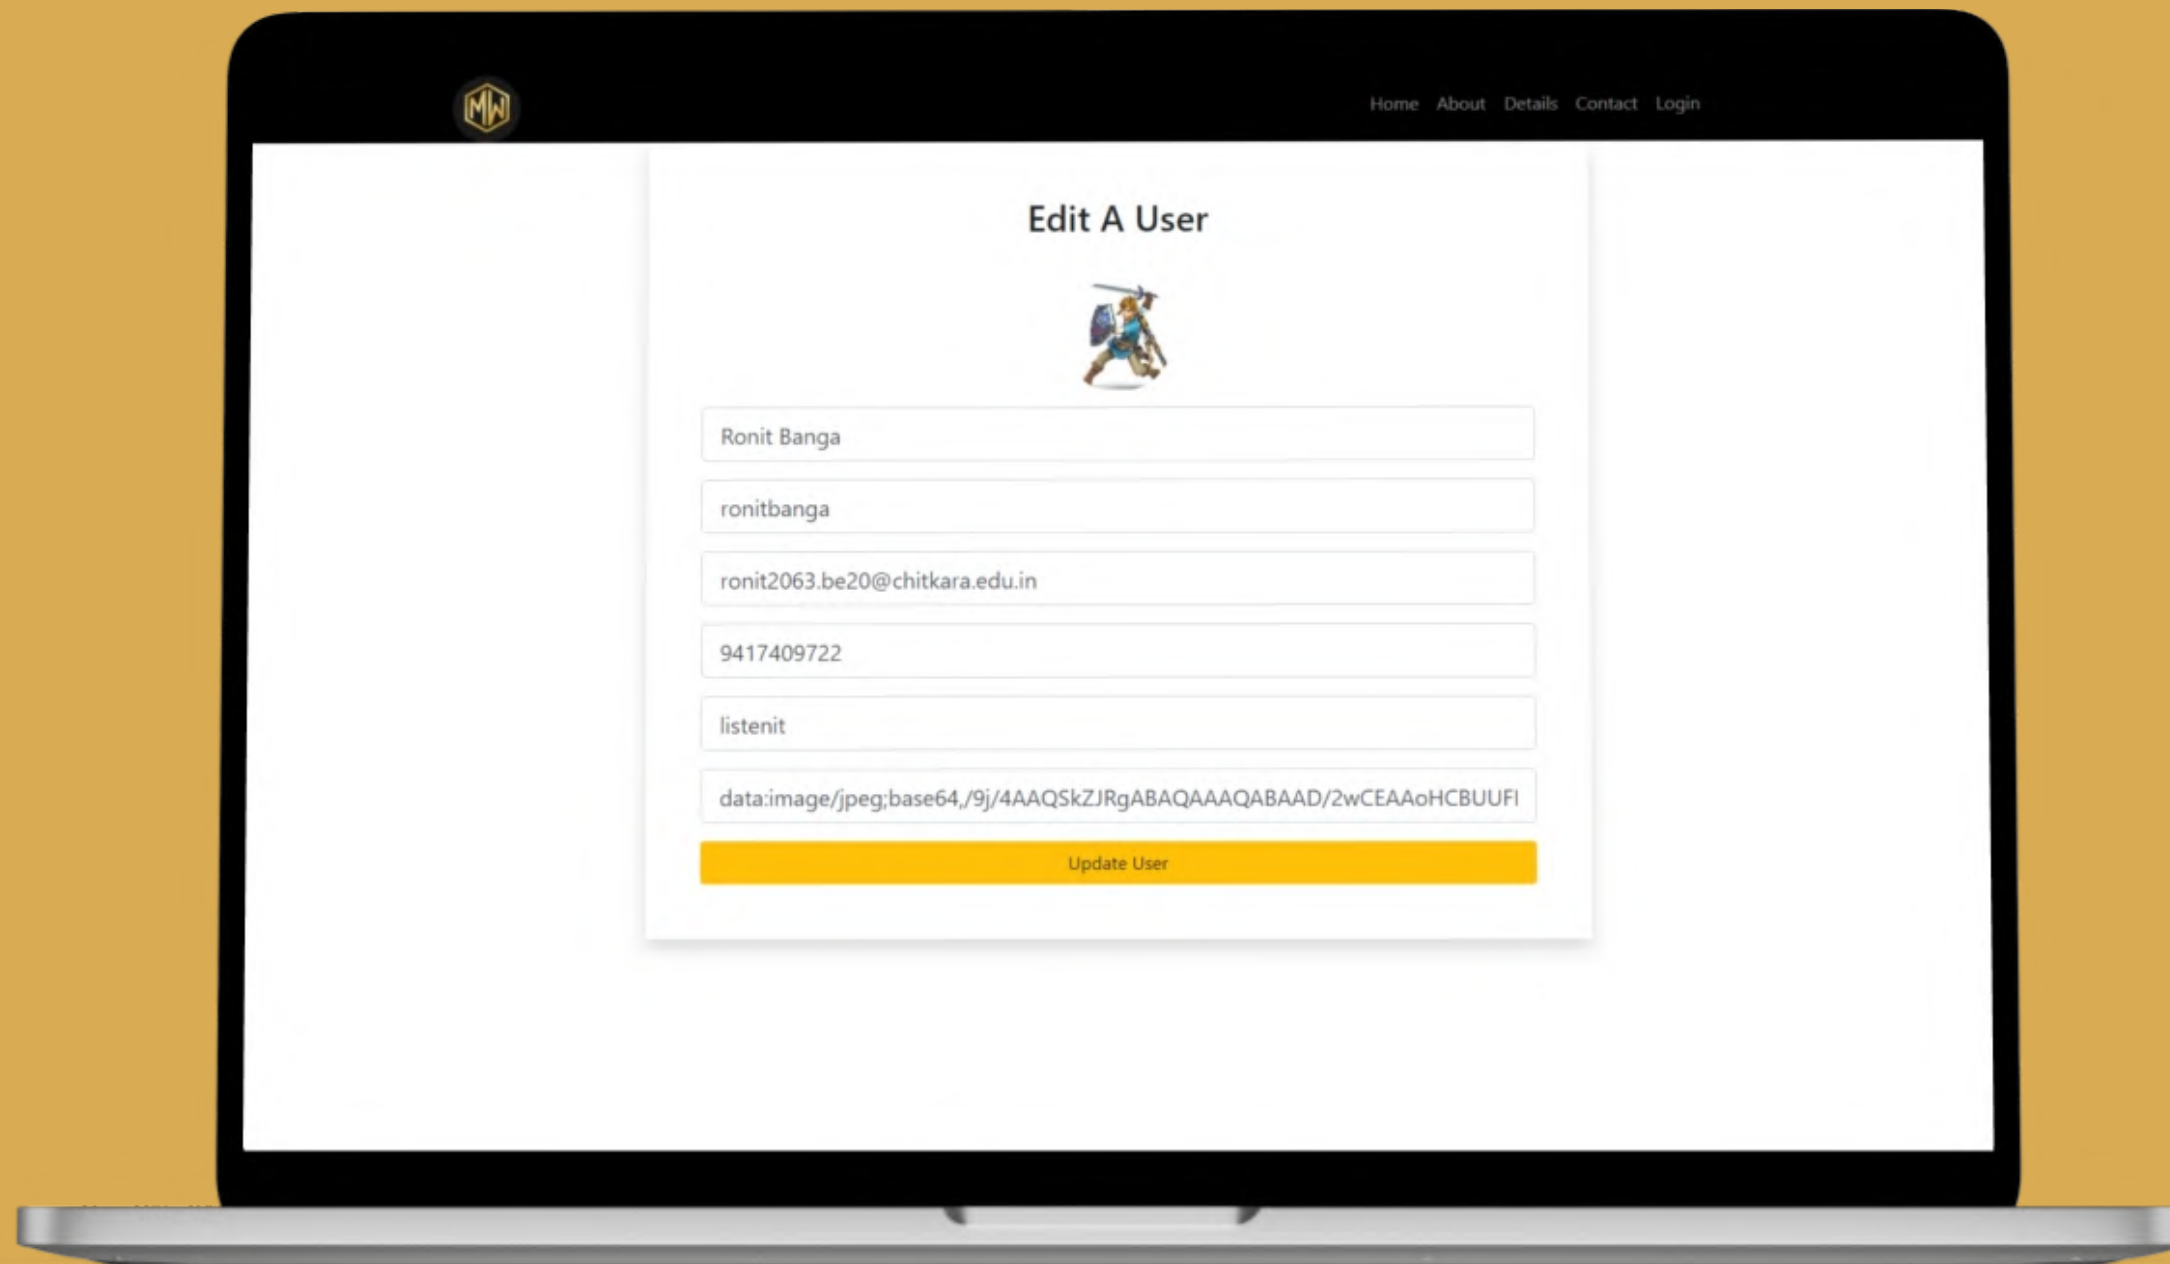 MW
Home About Details Contact Login
Edit A User
Ronit Banga
ronitbanga
ronit2063.be20@chitkara.edu.in
9417409722
listenit
data:image/jpeg;base64,/9j/4AAQSkZJRgABAQAAAQABAAD/2wCEAAoHCBUUFl
Update User